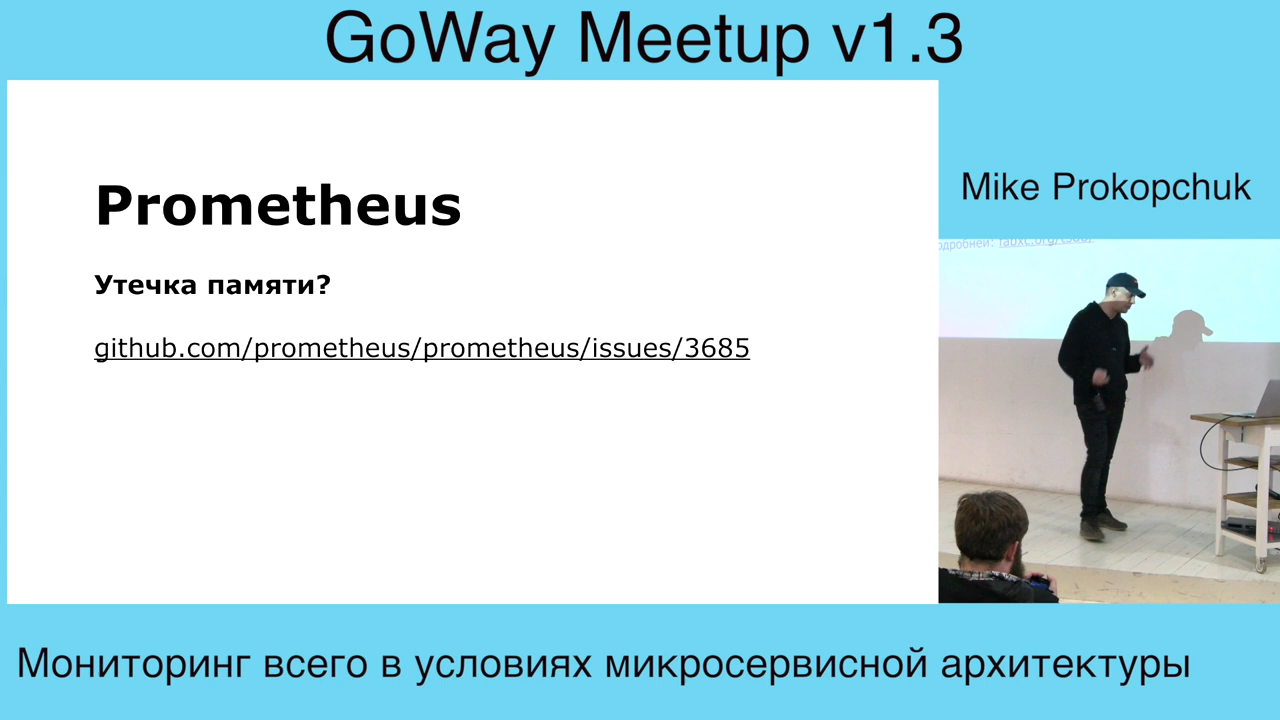 GoWay Meetup v1.3
Prometheus
Утечка памяти?
github.com/prometheus/prometheus/issues/3685
Mike Prokopchuk
Мониторинг всего в условиях микросервисной архитектуры